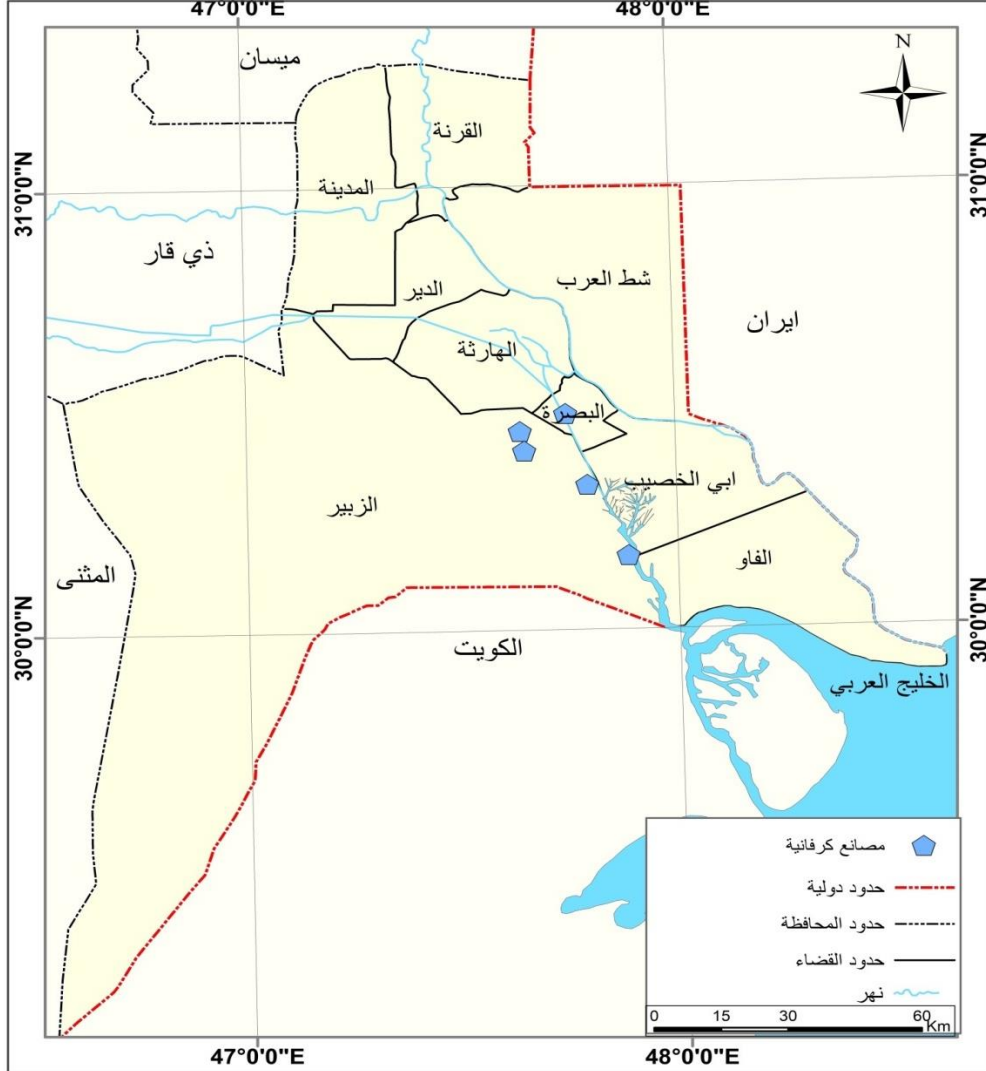 47°0'0"E
48°0'0"E
ميسان
N
القرنة
31°0'0"N
31°0'0"N
المدينة
ذي قار
شط العرب
الدير
ايران
الهارثة
البصرة
ابي الخصيب
الزبير
الفاو
المثنى
30°0'0"N
30°0'0"N
الكويت
الخليج العربي
مصانع كرفانية
حدود دولية
حدود المحافظة
حدود القضاء
نهر
0 15 30 60
Km
47°0'0"E
48°0'0"E